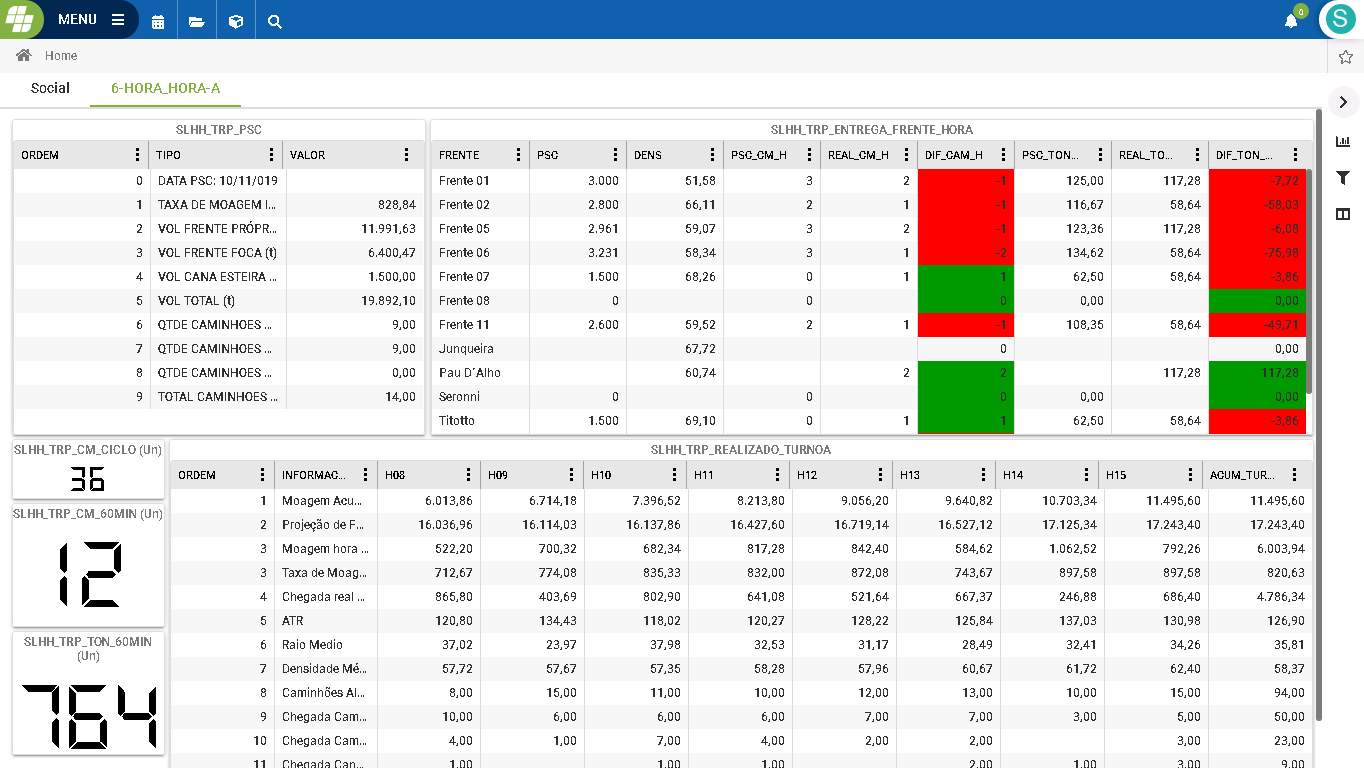 MENU
0
S
Home
Social 6-HORA_HORA-A
SLHH_TRP_PSC
ORDEM TIPO VALOR
0 DATA PSC: 10/11/019
1 TAXA DE MOAGEM I... 828,84
2 VOL FRENTE PRÓPR... 11.991,63
3 VOL FRENTE FOCA (t) 6.400,47
4 VOL CANA ESTEIRA ... 1.500,00
5 VOL TOTAL (t) 19.892,10
6 QTDE CAMINHOES ... 9,00
7 QTDE CAMINHOES ... 9,00
8 QTDE CAMINHOES ... 0,00
9 TOTAL CAMINHOES ... 14,00
SLHH_TRP_ENTREGA_FRENTE_HORA
FRENTE PSC DENS PSC_CM_H REAL_CM_H DIF_CAM_H PSC_TON... REAL_TO... DIF_TON_...
Frente 01 3.000 51,58 3 2 -1 125,00 117,28 -7,72
Frente 02 2.800 66,11 2 1 -1 116,67 58,64 -58,03
Frente 05 2.961 59,07 3 2 -1 123,36 117,28 -6,08
Frente 06 3.231 58,34 3 1 -2 134,62 58,64 -75,98
Frente 07 1.500 68,26 0 1 1 62,50 58,64 -3,86
Frente 08 0 0 0 0,00 0,00
Frente 11 2.600 59,52 2 1 -1 108,35 58,64 -49,71
Junqueira 67,72 0 0,00
Pau D´Alho 60,74 2 2 117,28 117,28
Seronni 0 0 0 0,00 0,00
Titotto 1.500 69,10 0 1 1 62,50 58,64 -3,86
SLHH_TRP_CM_CICLO (Un)
36
SLHH_TRP_CM_60MIN (Un)
12
SLHH_TRP_TON_60MIN
(Un)
764
SLHH_TRP_REALIZADO_TURNOA
ORDEM INFORMAC... H08 H09 H10 H11 H12 H13 H14 H15 ACUM_TUR...
1 Moagem Acu... 6.013,86 6.714,18 7.396,52 8.213,80 9.056,20 9.640,82 10.703,34 11.495,60 11.495,60
2 Projeção de F... 16.036,96 16.114,03 16.137,86 16.427,60 16.719,14 16.527,12 17.125,34 17.243,40 17.243,40
3 Moagem hora ... 522,20 700,32 682,34 817,28 842,40 584,62 1.062,52 792,26 6.003,94
3 Taxa de Moag... 712,67 774,08 835,33 832,00 872,08 743,67 897,58 897,58 820,63
4 Chegada real ... 865,80 403,69 802,90 641,08 521,64 667,37 246,88 686,40 4.786,34
5 ATR 120,80 134,43 118,02 120,27 128,22 125,84 137,03 130,98 126,90
6 Raio Medio 37,02 23,97 37,98 32,53 31,17 28,49 32,41 34,26 35,81
7 Densidade Mé... 57,72 57,67 57,35 58,28 57,96 60,67 61,72 62,40 58,37
8 Caminhões Al... 8,00 15,00 11,00 10,00 12,00 13,00 10,00 15,00 94,00
9 Chegada Cam... 10,00 6,00 6,00 6,00 7,00 7,00 3,00 5,00 50,00
10 Chegada Cam... 4,00 1,00 7,00 4,00 2,00 2,00 3,00 23,00
11 Chegada Can... 1,00 1,00 1,00 2,00 1,00 3,00 9,00